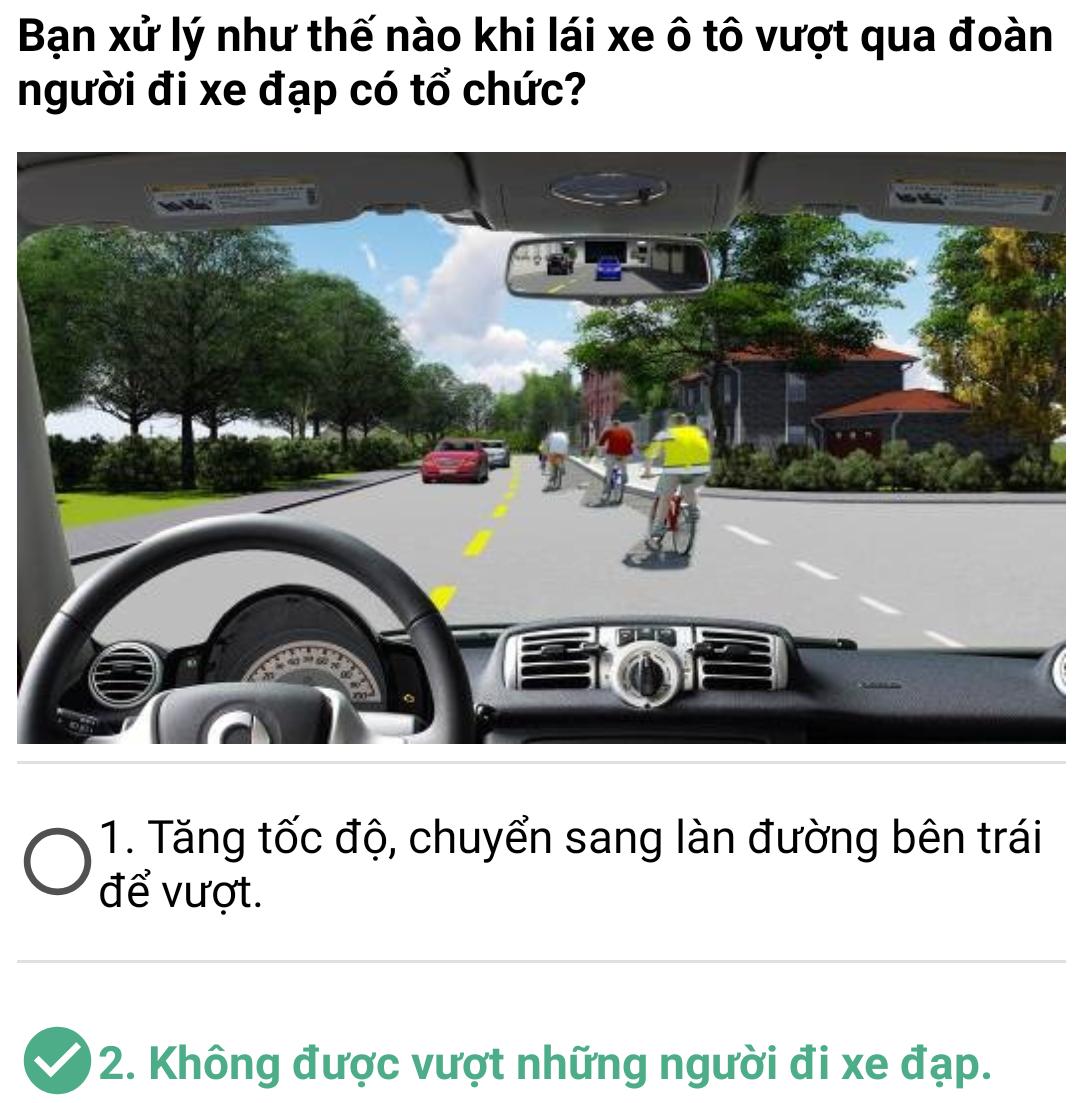 Bạn xử lý như thế nào khi lái xe ô tô vượt qua đoàn
người đi xe đạp có tổ chức?
1. Tăng tốc độ, chuyển sang làn đường bên trái
để vượt.
2. Không được vượt những người đi xe đạp.